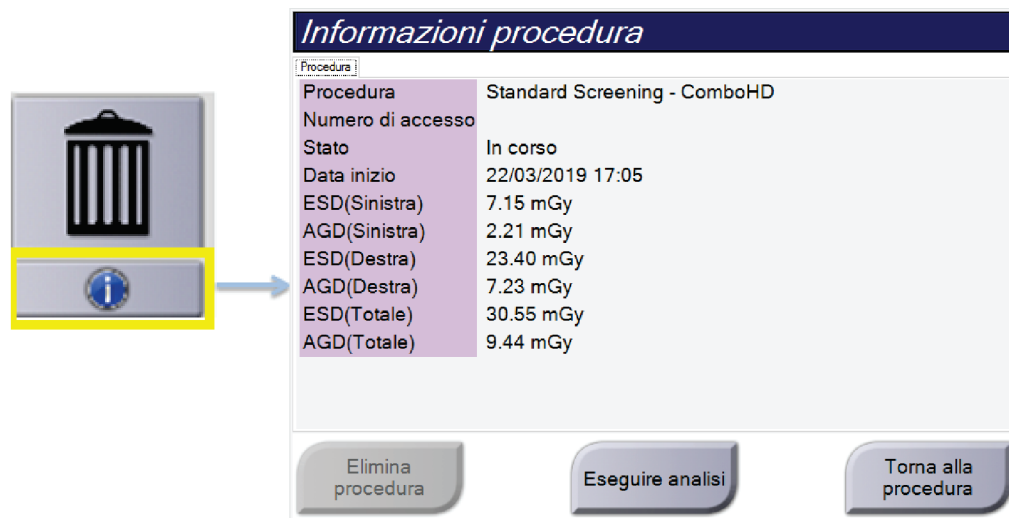 Informazioni procedura
Procedura
Procedura Standard Screening - ComboHD
Numero di accesso
Stato In corso
Data inizio 22/03/2019 17:05
ESD(Sinistra) 7.15 mGy
AGD(Sinistra) 2.21 mGy
ESD(Destra) 23.40 mGy
AGD(Destra) 7.23 mGy
ESD(Totale) 30.55 mGy
AGD(Totale) 9.44 mGy
Elimina
procedura
Eseguire analisi
Torna alla
procedura